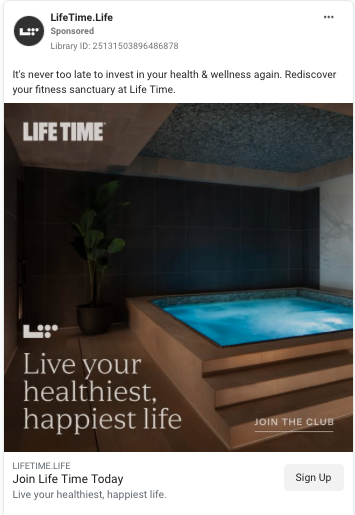 LifeTime.Life
Sponsored
Library ID: 25131503896486878
It's never too late to invest in your health & wellness again. Rediscover
your fitness sanctuary at Life Time.
LIFE TIME
Live your
healthiest,
happiest life
JOIN THE CLUB
LIFETIME.LIFE
Join Life Time Today
Sign Up
Live your healthiest, happiest life.